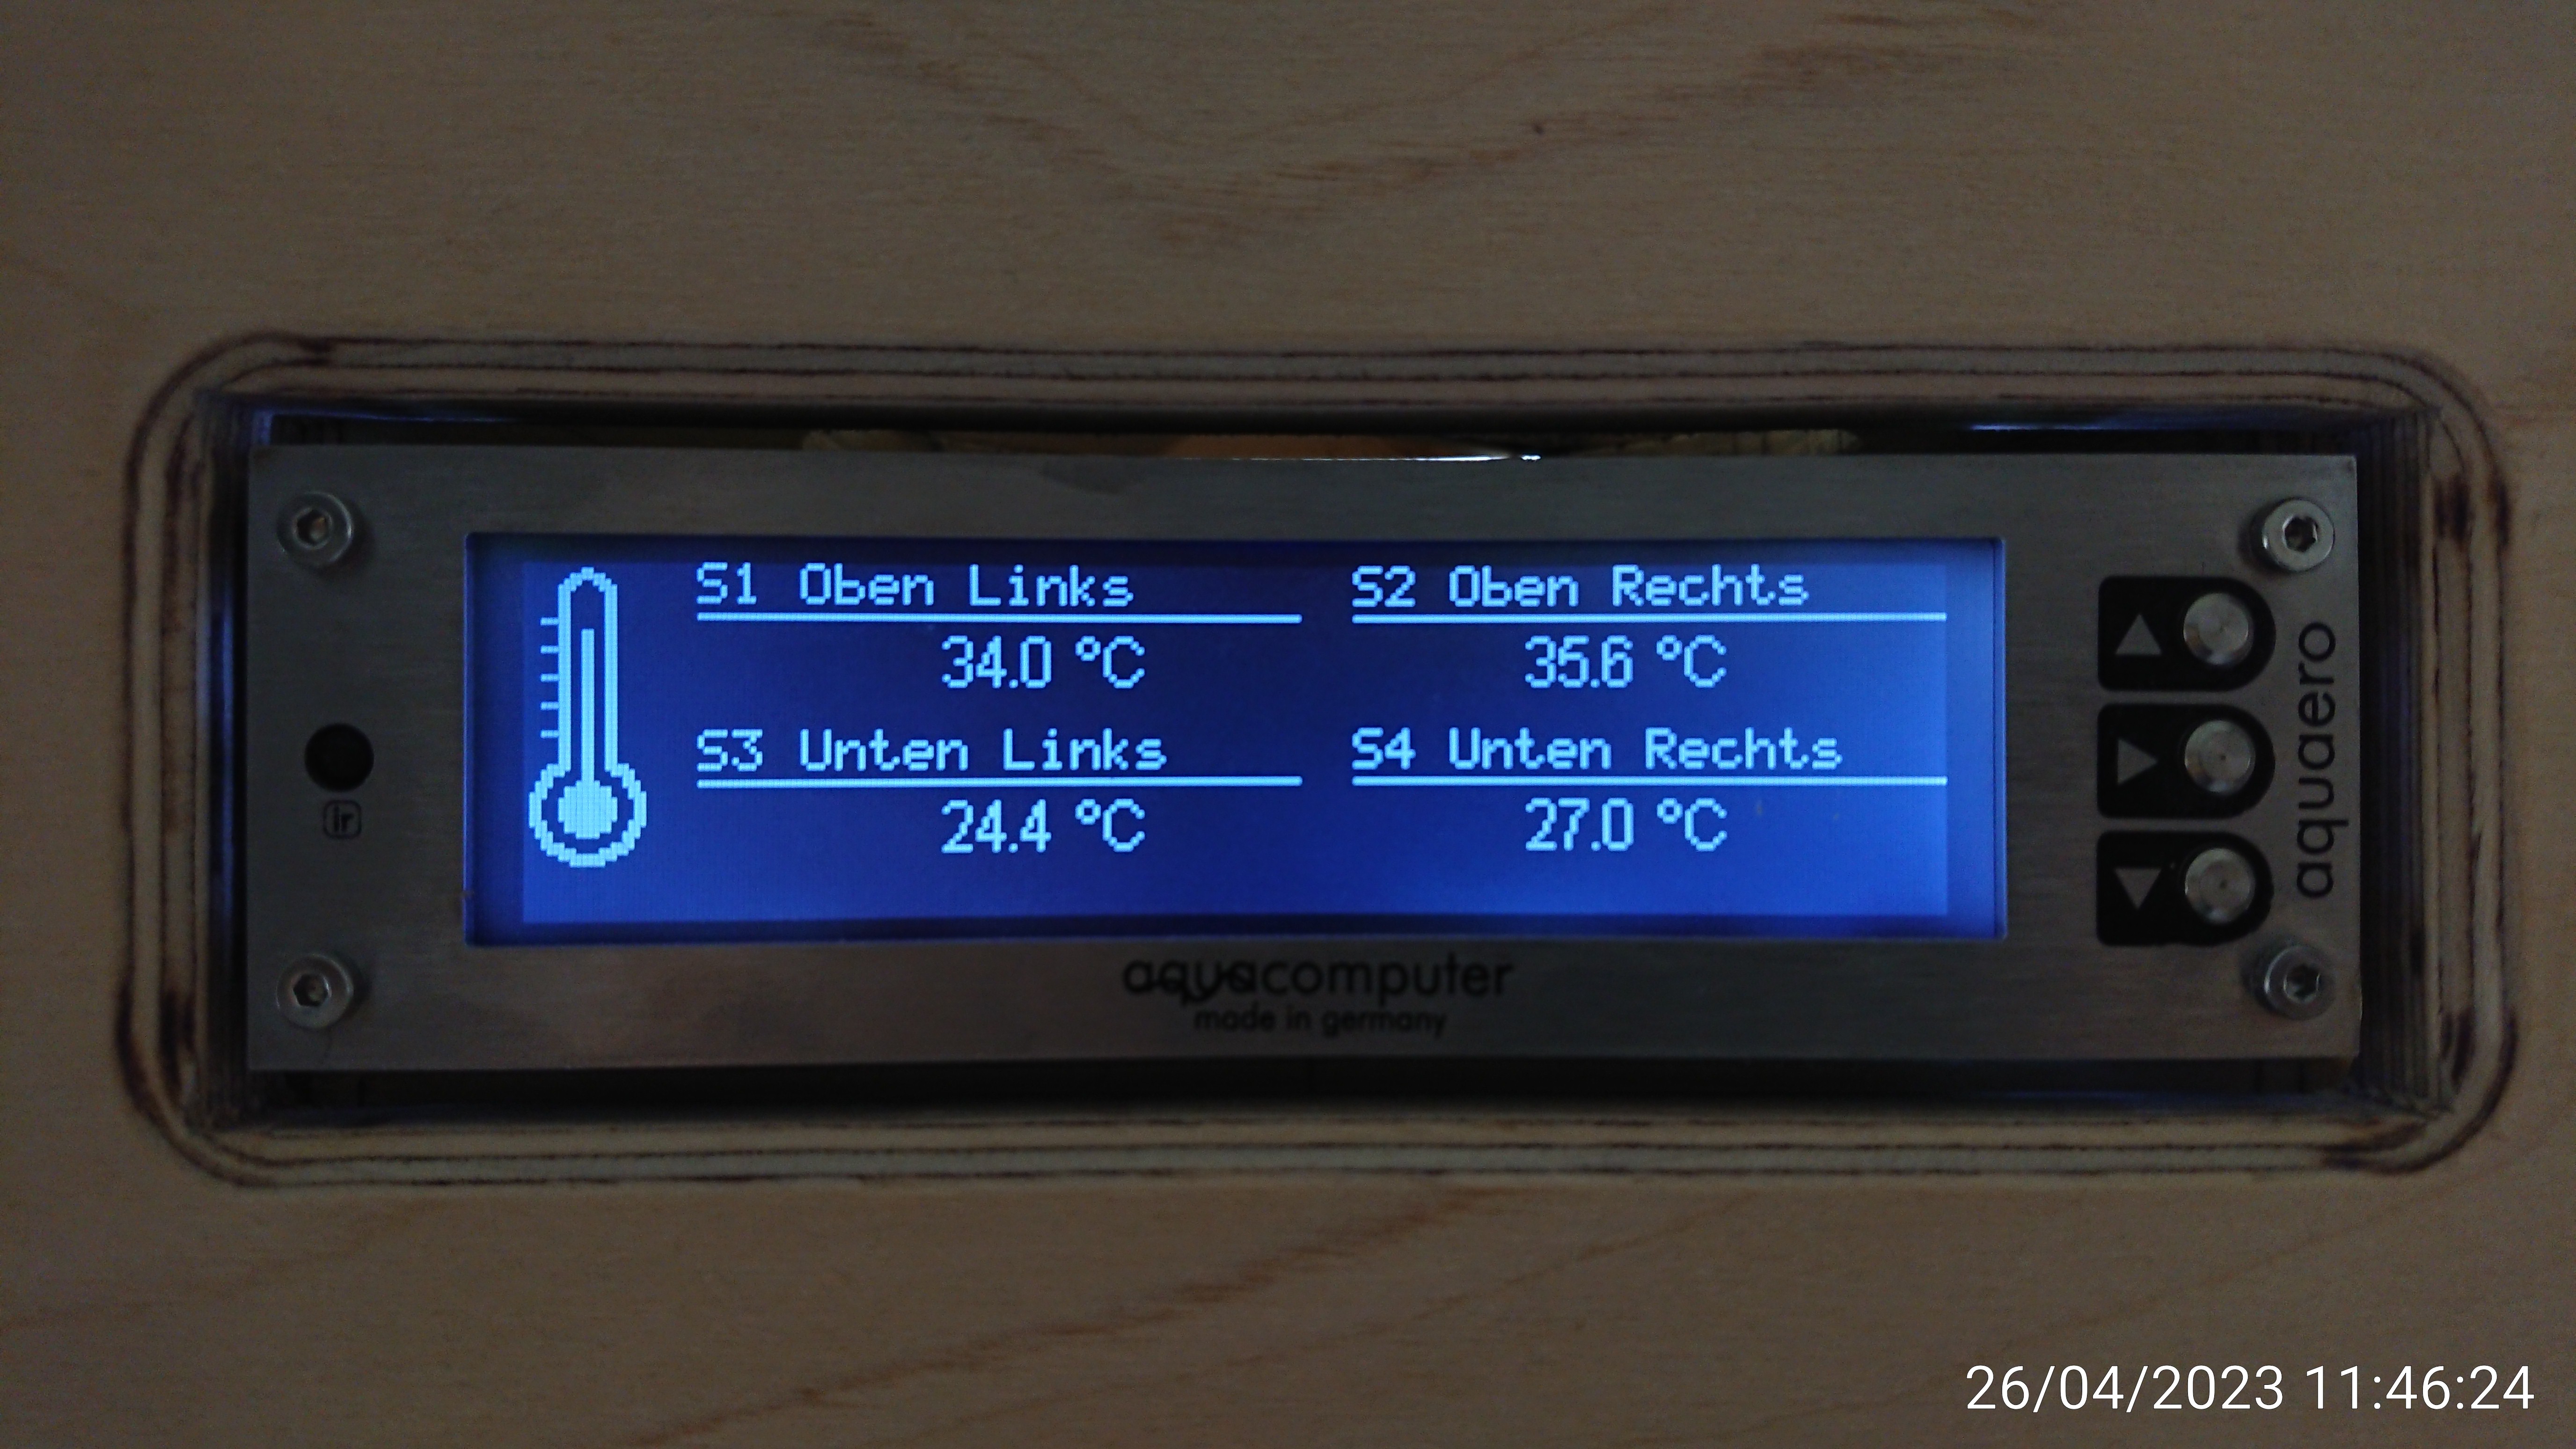 S1 Oben Links
34.0 °C
S2 Oben Rechts
35.6 °C
S3 Unten Links
24.4 °C
S4 Unten Rechts
27.0 °C
ir
aquaero
aquacomputer
made in germany
26/04/2023 11:46:24